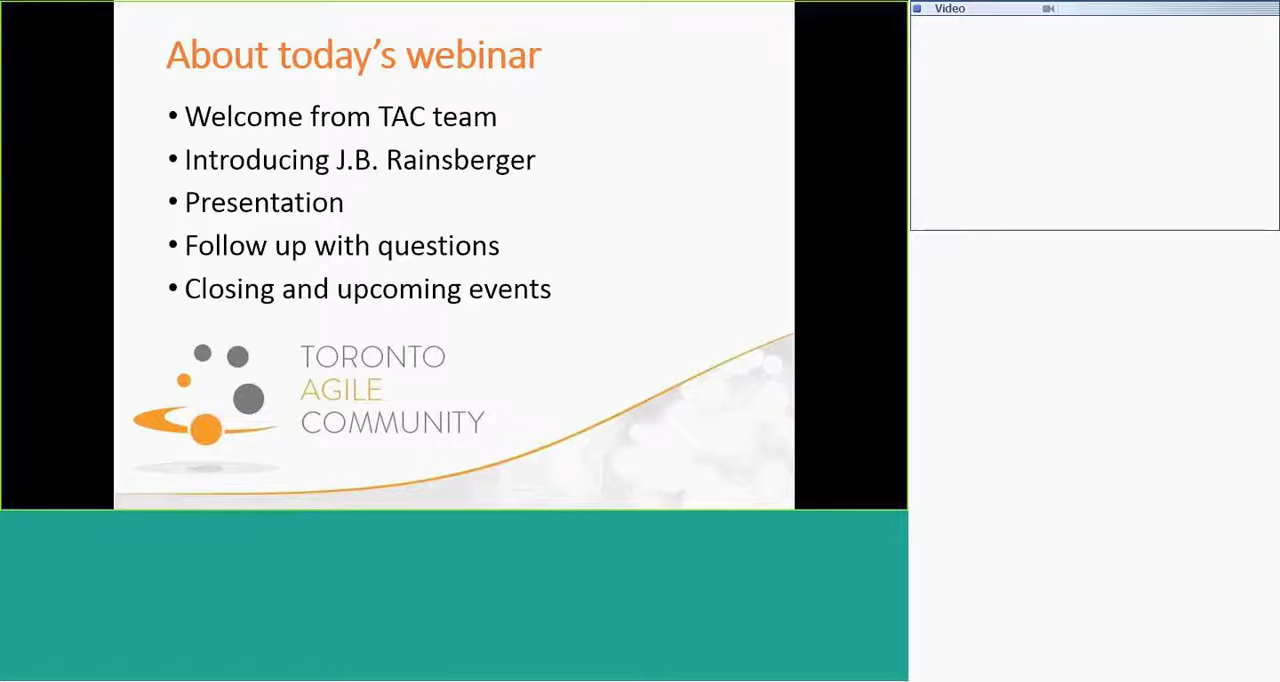 About today's webinar
• Welcome from TAC team
• Introducing J.B. Rainsberger
• Presentation
• Follow up with questions
• Closing and upcoming events
TORONTO
AGILE
COMMUNITY
Video